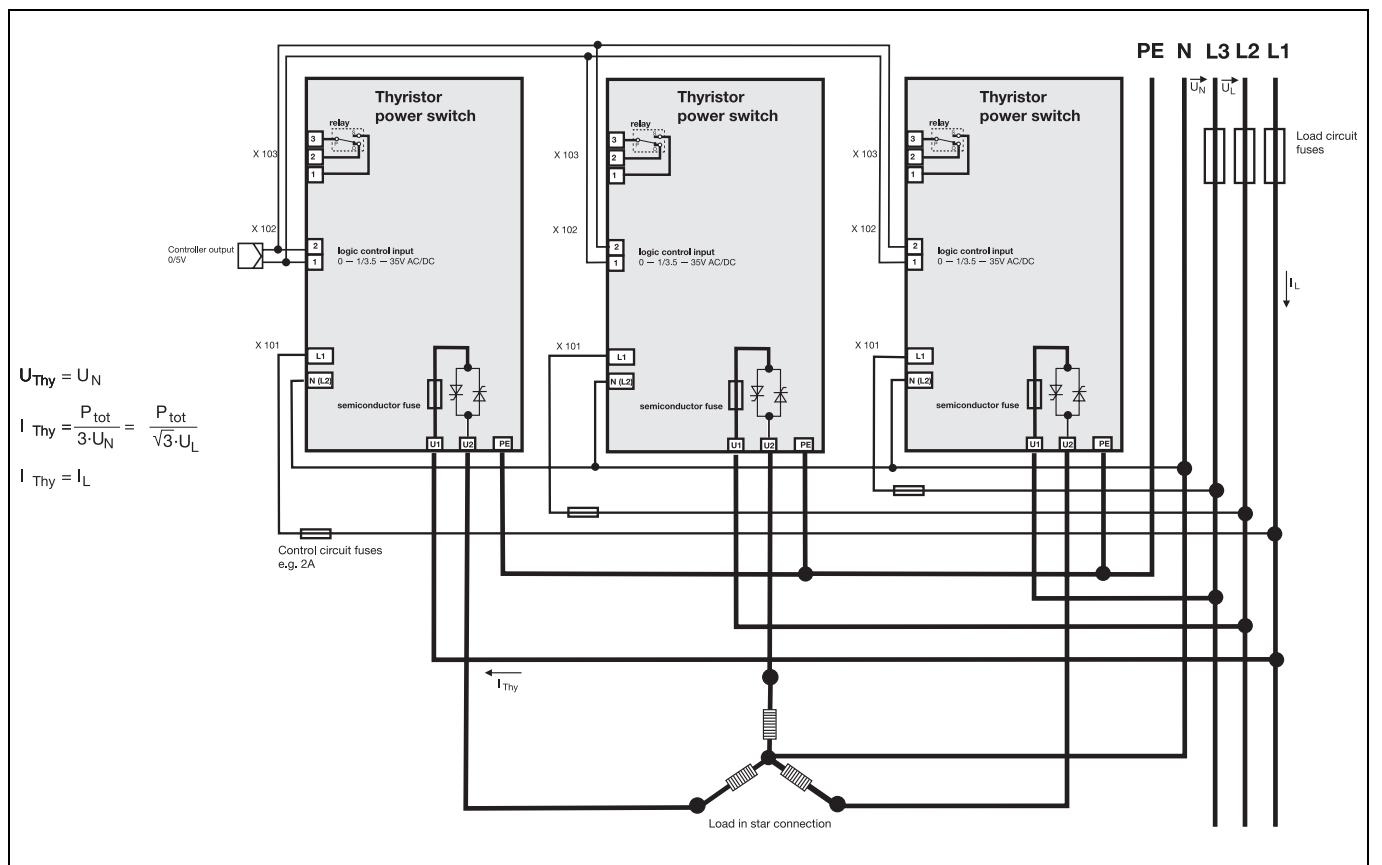 PE N L3 L2 L1
U_N U_L
Load circuit
fuses
I_L
Thyristor
power switch
relay
X 103
3
2
1
P
S
Ö
X 102
Controller output
0/5V
2
1
logic control input
0 – 1/3.5 – 35V AC/DC
X 101
L1
N (L2)
semiconductor fuse
U1
U2
PE
Thyristor
power switch
relay
X 103
3
2
1
X 102
2
1
logic control input
0 – 1/3.5 – 35V AC/DC
X 101
L1
N (L2)
semiconductor fuse
U1
U2
PE
Thyristor
power switch
relay
X 103
3
2
1
X 102
2
1
logic control input
0 – 1/3.5 – 35V AC/DC
X 101
L1
N (L2)
semiconductor fuse
U1
U2
PE
U_Thy = U_N
I_Thy = P_tot / 3·U_N = P_tot / √3·U_L
I_Thy = I_L
Control circuit fuses
e.g. 2A
I_Thy
Load in star connection